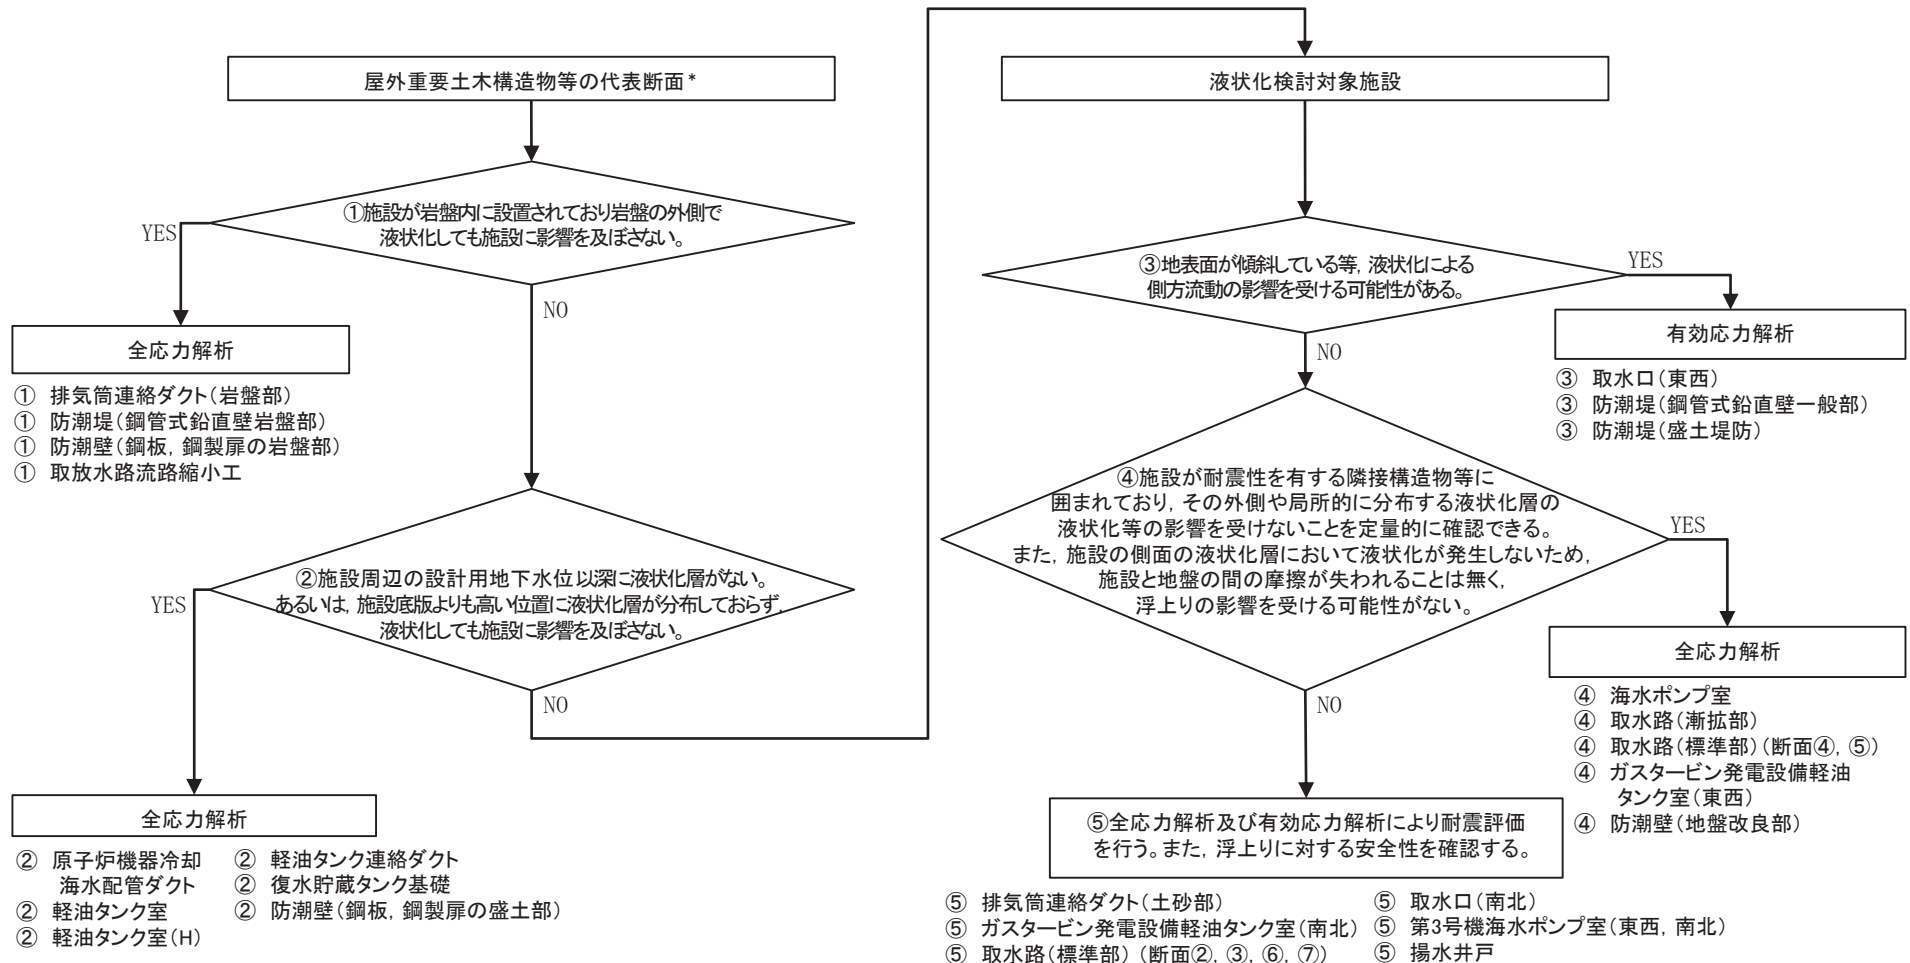 屋外重要土木構造物等の代表断面*
①施設が岩盤内に設置されており岩盤の外側で
液状化しても施設に影響を及ぼさない。
YES
NO
全応力解析
① 排気筒連絡ダクト(岩盤部)
① 防潮堤(鋼管式鉛直壁岩盤部)
① 防潮壁(鋼板,鋼製扉の岩盤部)
① 取放水路流路縮小工
②施設周辺の設計用地下水位以深に液状化層がない。
あるいは,施設底版よりも高い位置に液状化層が分布しておらず,
液状化しても施設に影響を及ぼさない。
YES
NO
全応力解析
② 原子炉機器冷却
海水配管ダクト
② 軽油タンク室
② 軽油タンク室(H)
② 軽油タンク連絡ダクト
② 復水貯蔵タンク基礎
② 防潮壁(鋼板,鋼製扉の盛土部)
液状化検討対象施設
③地表面が傾斜している等,液状化による
側方流動の影響を受ける可能性がある。
YES
NO
有効応力解析
③ 取水口(東西)
③ 防潮堤(鋼管式鉛直壁一般部)
③ 防潮堤(盛土堤防)
④施設が耐震性を有する隣接構造物等に
囲まれており,その外側や局所的に分布する液状化層の
液状化等の影響を受けないことを定量的に確認できる。
また,施設の側面の液状化層において液状化が発生しないため,
施設と地盤の間の摩擦が失われることは無く,
浮上りの影響を受ける可能性がない。
YES
NO
全応力解析
④ 海水ポンプ室
④ 取水路(漸拡部)
④ 取水路(標準部)(断面④,⑤)
④ ガスタービン発電設備軽油
タンク室(東西)
④ 防潮壁(地盤改良部)
⑤全応力解析及び有効応力解析により耐震評価
を行う。また,浮上りに対する安全性を確認する。
⑤ 排気筒連絡ダクト(土砂部)
⑤ ガスタービン発電設備軽油タンク室(南北)
⑤ 取水路(標準部)(断面②,③,⑥,⑦)
⑤ 取水口(南北)
⑤ 第3号機海水ポンプ室(東西,南北)
⑤ 揚水井戸